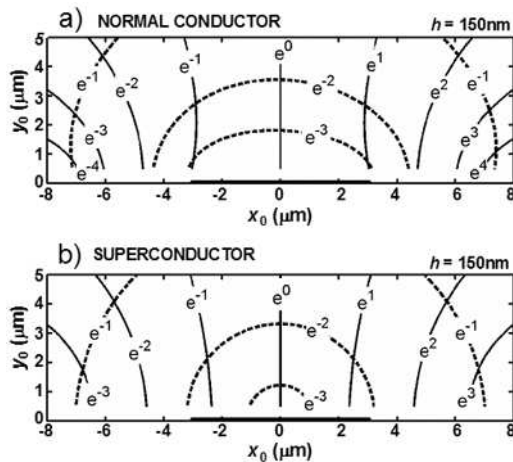 a) NORMAL CONDUCTOR h = 150nm
5
4
3
2
1
0
y₀ (μm)
e⁻¹ e⁻² e⁻¹ e⁰ e¹ e⁻² e² e⁻¹
e⁻³ e⁻³ e³
e⁻⁴ e⁴
-8 -6 -4 -2 0 2 4 6 8
x₀ (μm)
b) SUPERCONDUCTOR h = 150nm
5
4
3
2
1
0
y₀ (μm)
e⁻¹ e⁻¹ e⁰ e¹ e⁻¹
e⁻² e⁻² e²
e⁻³ e⁻³ e³
-8 -6 -4 -2 0 2 4 6 8
x₀ (μm)